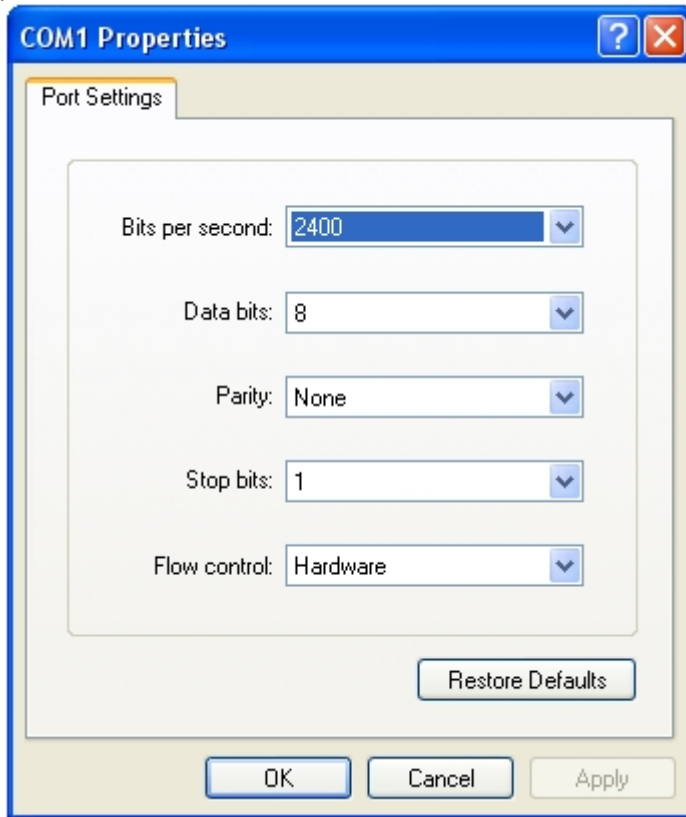 COM1 Properties
Port Settings
Bits per second: 2400
Data bits: 8
Parity: None
Stop bits: 1
Flow control: Hardware
Restore Defaults
OK Cancel Apply